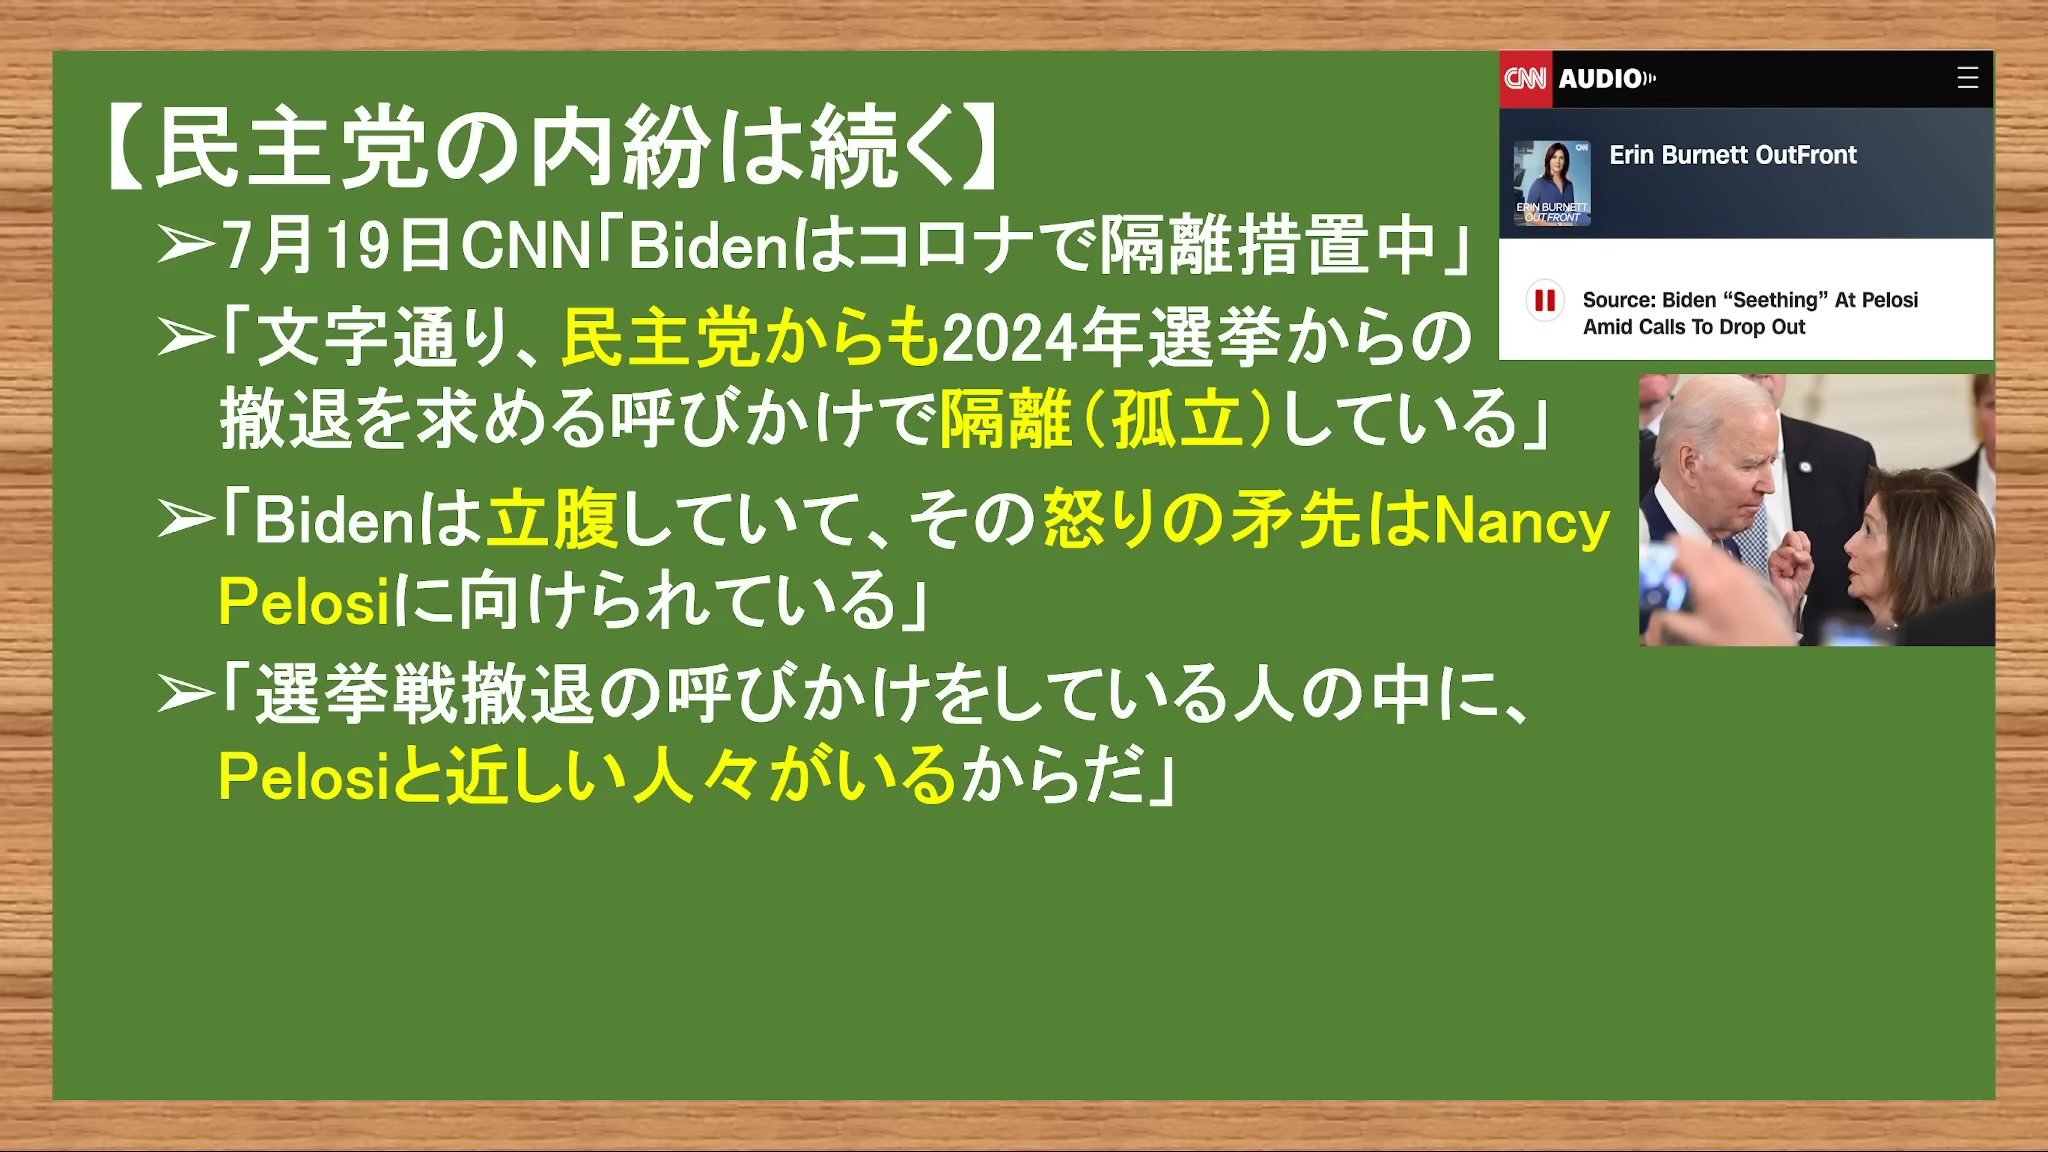 【民主党の内紛は続く】
➢7月19日CNN「Bidenはコロナで隔離措置中」
➢「文字通り、民主党からも2024年選挙からの
撤退を求める呼びかけで隔離(孤立)している」
➢「Bidenは立腹していて、その怒りの矛先はNancy
Pelosiに向けられている」
➢「選挙戦撤退の呼びかけをしている人の中に、
Pelosiと近しい人々がいるからだ」
CNN AUDIO
CNN
ERIN BURNETT
OUTFRONT
Erin Burnett OutFront
Source: Biden “Seething” At Pelosi
Amid Calls To Drop Out